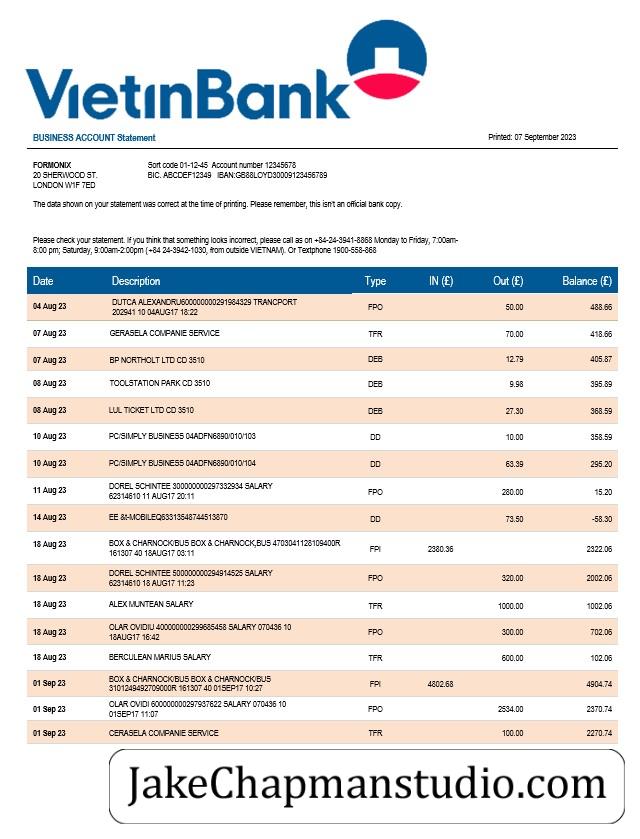 VietinBank
BUSINESS ACCOUNT Statement
Printed: 07 September 2023
FORMONIX
Sort code 01-12-45 Account number 12345678
20 SHERWOOD ST.
BIC. ABCDEF12349 IBAN:GB88LOYD30009123456789
LONDON W1F 7ED
The data shown on your statement was correct at the time of printing. Please remember, this isn't an official bank copy.
Please check your statement. If you think that something looks incorrect, please call as on +84-24-3941-8868 Monday to Friday, 7:00am-
8:00 pm; Saturday, 9:00am-2:00pm (+84 24-3942-1030, from outside VIETNAM). Or Textphone 1900-558-868
Date Description Type IN (£) Out (£) Balance (£)
04 Aug 23 DUTCA ALEXANDRU600000000291984329 TRANCPORT
202941 10 04AUG17 18:22 FPO 50.00 488.66
07 Aug 23 GERASELA COMPANIE SERVICE TFR 70.00 418.66
07 Aug 23 BP NORTHOLT LTD CD 3510 DEB 12.79 405.87
08 Aug 23 TOOLSTATION PARK CD 3510 DEB 9.98 395.89
08 Aug 23 LUL TICKET LTD CD 3510 DEB 27.30 368.59
10 Aug 23 PC/SIMPLY BUSINESS 04ADFN6890/010/103 DD 10.00 358.59
10 Aug 23 PC/SIMPLY BUSINESS 04ADFN6890/010/104 DD 63.39 295.20
11 Aug 23 DOREL SCHINTEE 300000000297332934 SALARY
62314610 11 AUG17 20:11 FPO 280.00 15.20
14 Aug 23 EE &t-MOBILEQ63313548744513870 DD 73.50 -58.30
18 Aug 23 BOX & CHARNOCK/BUS BOX & CHARNOCK,BUS 4703041128109400R
161307 40 18AUG17 03:11 FPI 2380.36 2322.06
18 Aug 23 DOREL SCHINTEE 500000000294914525 SALARY
62314610 18 AUG17 11:23 FPO 320.00 2002.06
18 Aug 23 ALEX MUNTEAN SALARY TFR 1000.00 1002.06
18 Aug 23 OLAR OVIDIU 400000000299685458 SALARY 070436 10
18AUG17 16:42 FPO 300.00 702.06
18 Aug 23 BERCULEAN MARIUS SALARY TFR 600.00 102.06
01 Sep 23 BOX & CHARNOCK/BUS BOX & CHARNOCK/BUS
3101249492709000R 161307 40 01SEP17 10:27 FPI 4802.68 4904.74
01 Sep 23 OLAR OVIDI 600000000297937622 SALARY 070436 10
01SEP17 11:07 FPO 2534.00 2370.74
01 Sep 23 CERASELA COMPANIE SERVICE TFR 100.00 2270.74
JakeChapmanstudio.com